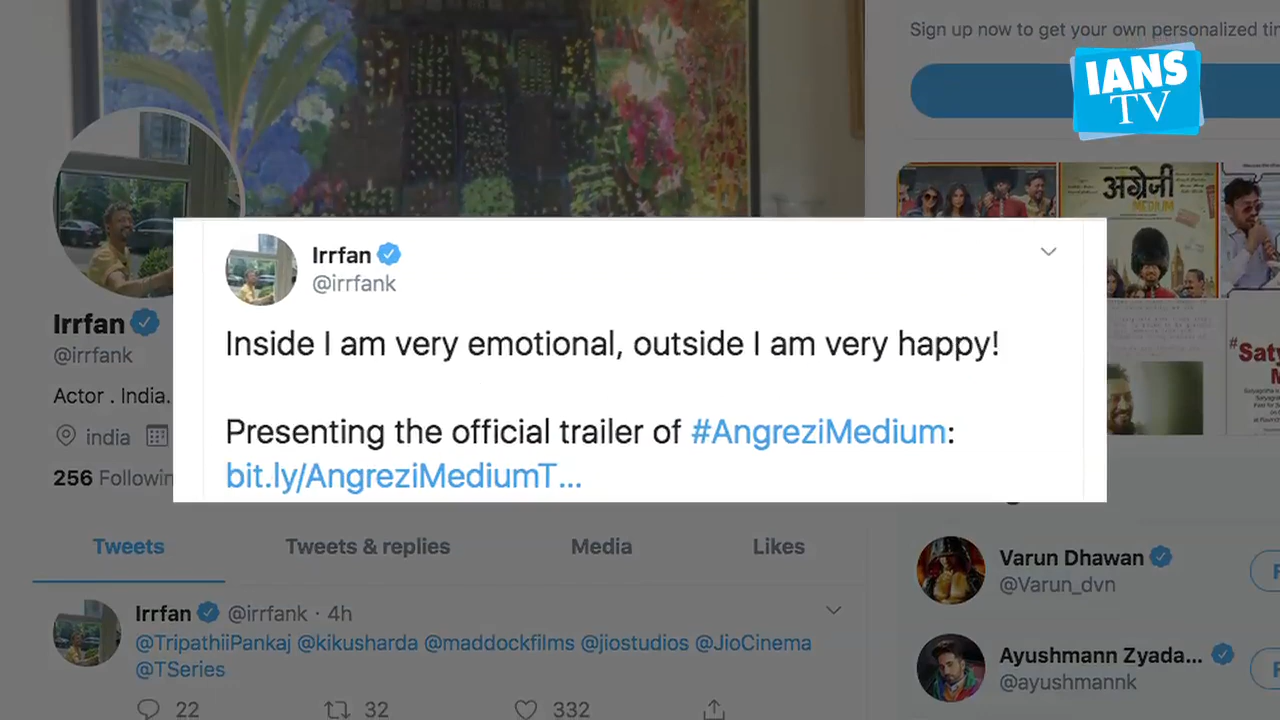 Sign up now to get your own personalized
IANS
TV
अंग्रेजी
MEDIUM
Irrfan
@irrfank
Inside I am very emotional, outside I am very happy!
Presenting the official trailer of #AngreziMedium:
bit.ly/AngreziMediumT...
Irrfan
@irrfank
Actor . India.
india
256 Followin
Tweets
Tweets & replies
Media
Likes
Irrfan @irrfank · 4h
@TripathiiPankaj @kikusharda @maddockfilms @jiostudios @JioCinema
@TSeries
22
32
332
Varun Dhawan
@Varun_dvn
Ayushmann Zyada...
@ayushmannk